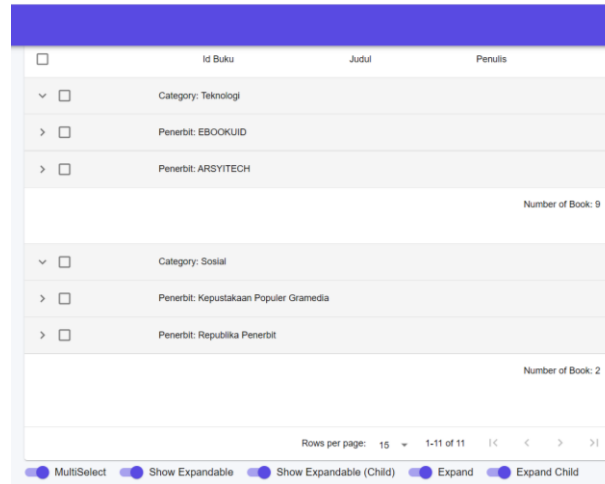 Id Buku Judul Penulis
Category: Teknologi
Penerbit: EBOOKUID
Penerbit: ARSYITECH
Number of Book: 9
Category: Sosial
Penerbit: Kepustakaan Populer Gramedia
Penerbit: Republika Penerbit
Number of Book: 2
Rows per page: 15 1-11 of 11
MultiSelect Show Expandable Show Expandable (Child) Expand Expand Child